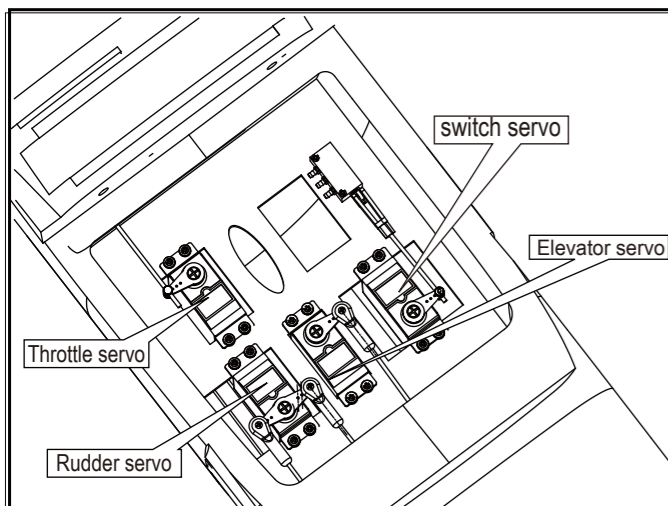 switch servo
Elevator servo
Throttle servo
Rudder servo